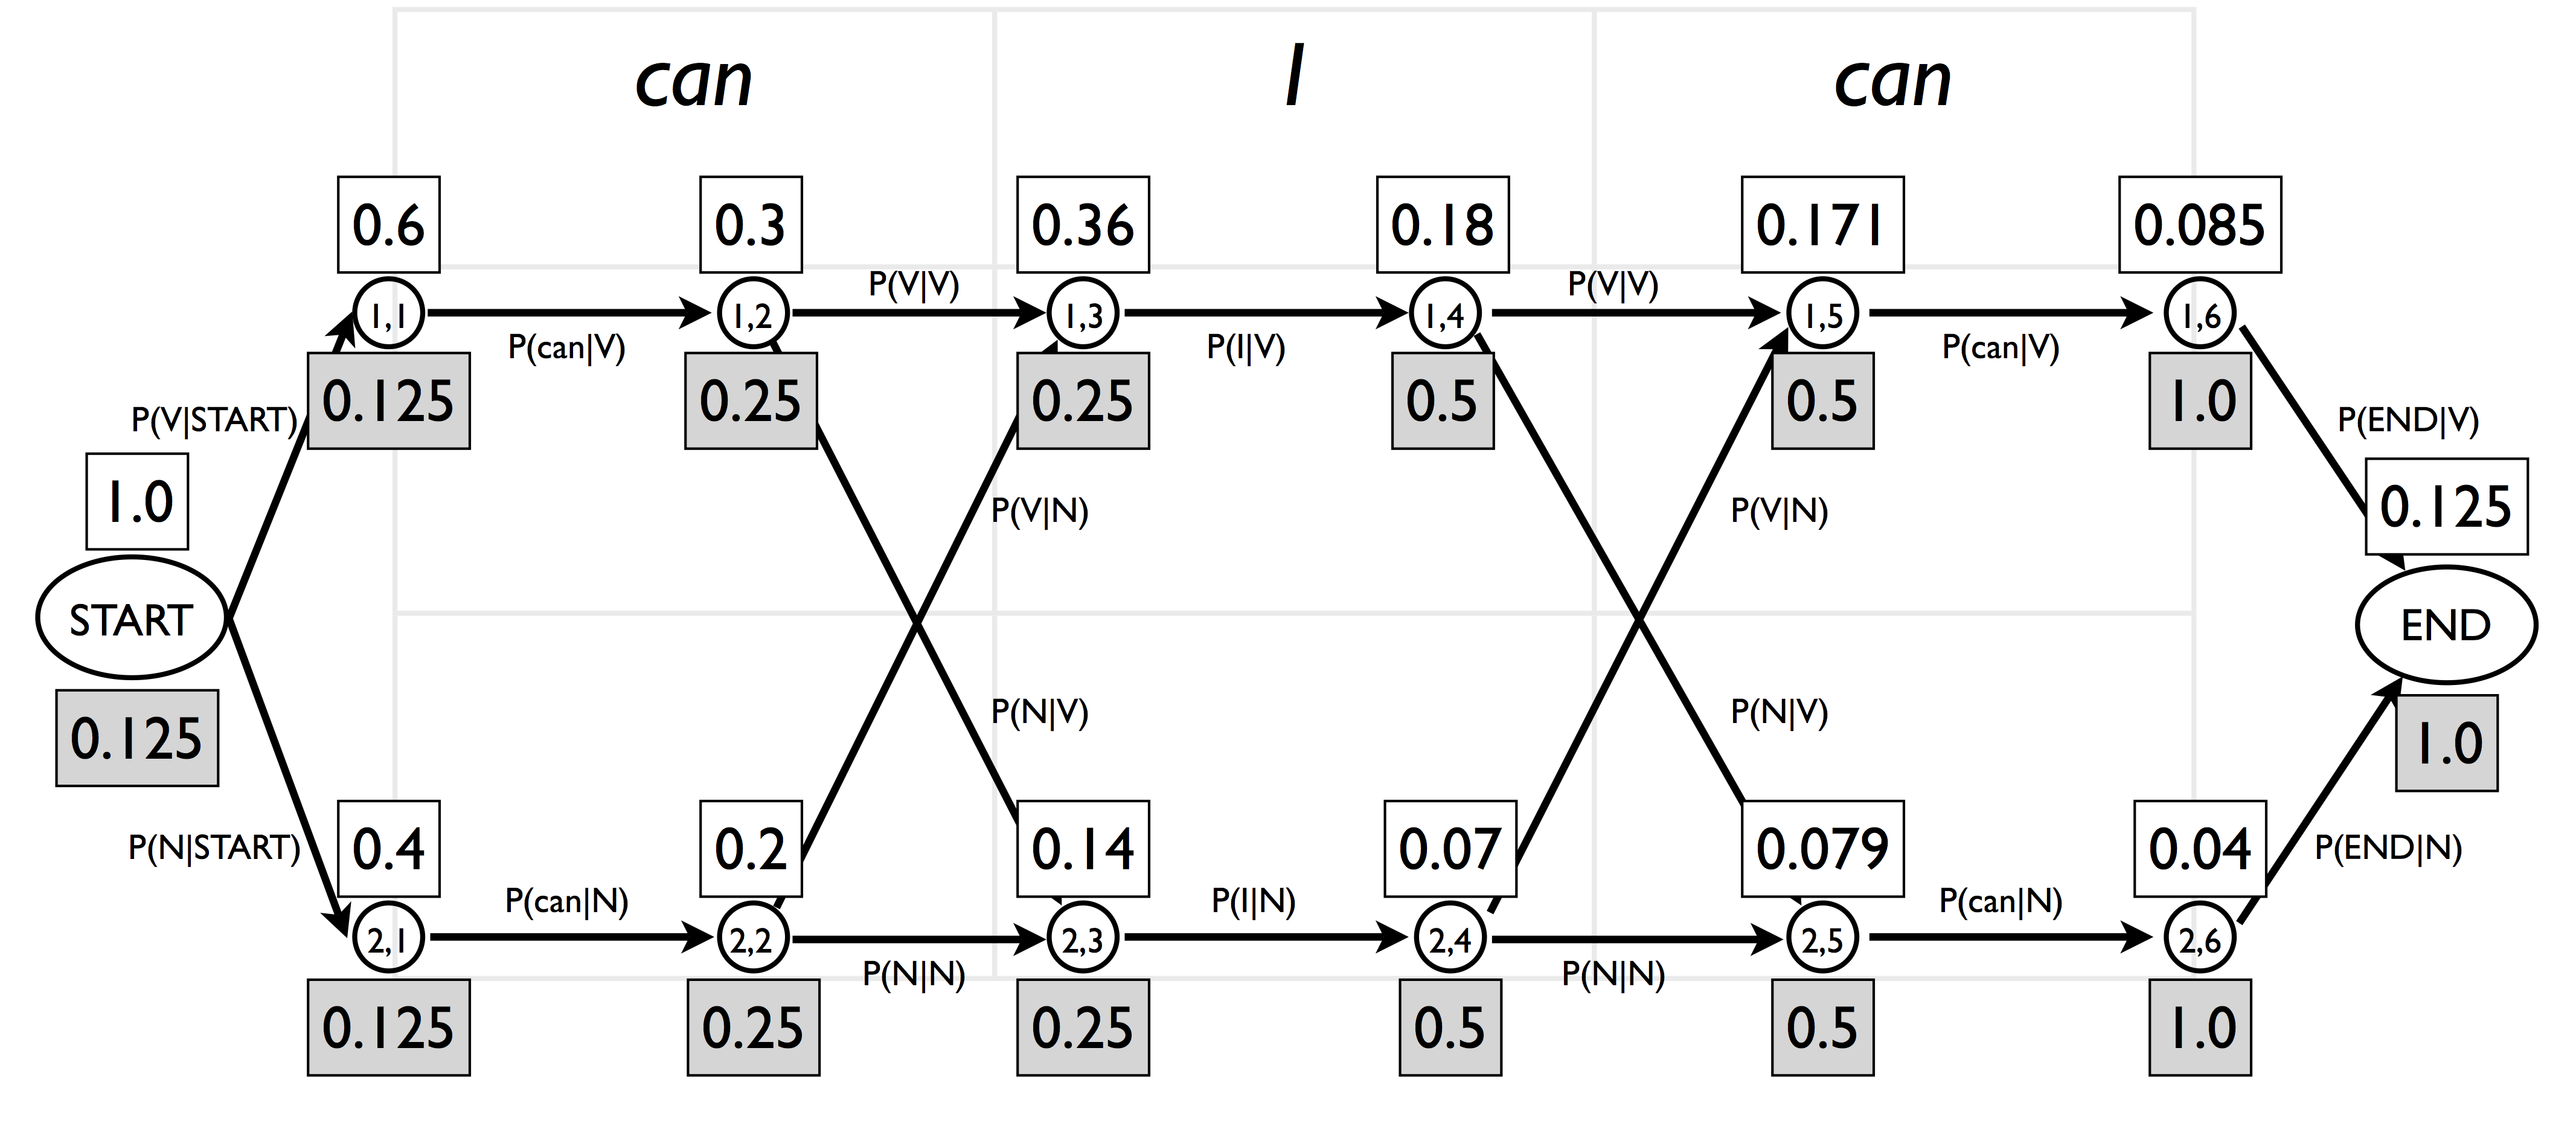 can I can
0.6 0.3 0.36 0.18 0.171 0.085
P(V|V) P(V|V)
1,1 1,2 1,3 1,4 1,5 1,6
P(can|V) P(I|V) P(can|V)
0.125 0.25 0.25 0.5 0.5 1.0
P(V|START) P(END|V)
1.0 0.125
P(V|N) P(V|N)
START END
P(N|V) P(N|V)
0.125 1.0
P(N|START) 0.4 0.2 0.14 0.07 0.079 0.04 P(END|N)
P(can|N) P(I|N) P(can|N)
2,1 2,2 2,3 2,4 2,5 2,6
P(N|N) P(N|N)
0.125 0.25 0.25 0.5 0.5 1.0